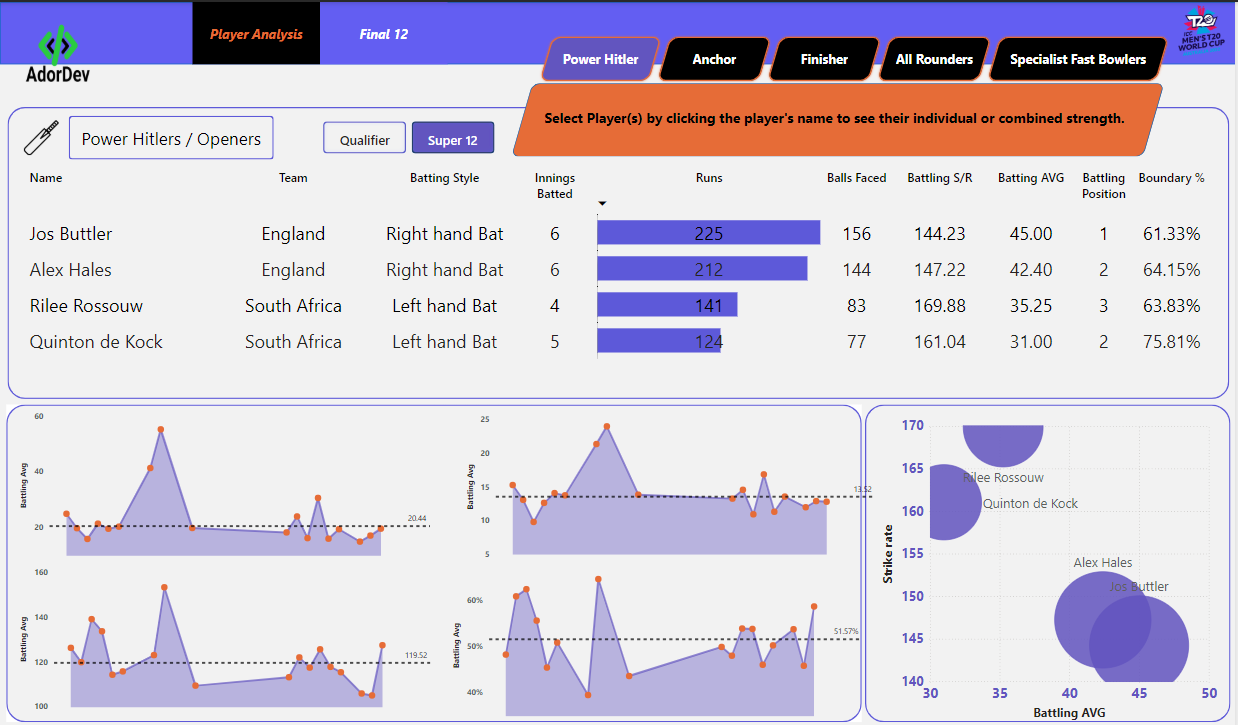 Player Analysis
Final 12
AdorDev
T20
ICC
MEN'S T20
WORLD CUP
Power Hitler
Anchor
Finisher
All Rounders
Specialist Fast Bowlers
Select Player(s) by clicking the player's name to see their individual or combined strength.
Power Hitlers / Openers
Qualifier
Super 12
Name Team Batting Style Innings Batted Runs Balls Faced Battling S/R Batting AVG Battling Position Boundary %
Jos Buttler England Right hand Bat 6 225 156 144.23 45.00 1 61.33%
Alex Hales England Right hand Bat 6 212 144 147.22 42.40 2 64.15%
Rilee Rossouw South Africa Left hand Bat 4 141 83 169.88 35.25 3 63.83%
Quinton de Kock South Africa Left hand Bat 5 124 77 161.04 31.00 2 75.81%
Battling Avg
60
40
20
20.44
Battling Avg
25
20
15
10
5
13.52
Battling Avg
160
140
120
100
119.52
Battling Avg
60%
50%
40%
51.57%
Strike rate
170
165
160
155
150
145
140
Rilee Rossouw
Quinton de Kock
Alex Hales
Jos Buttler
30 35 40 45 50
Battling AVG